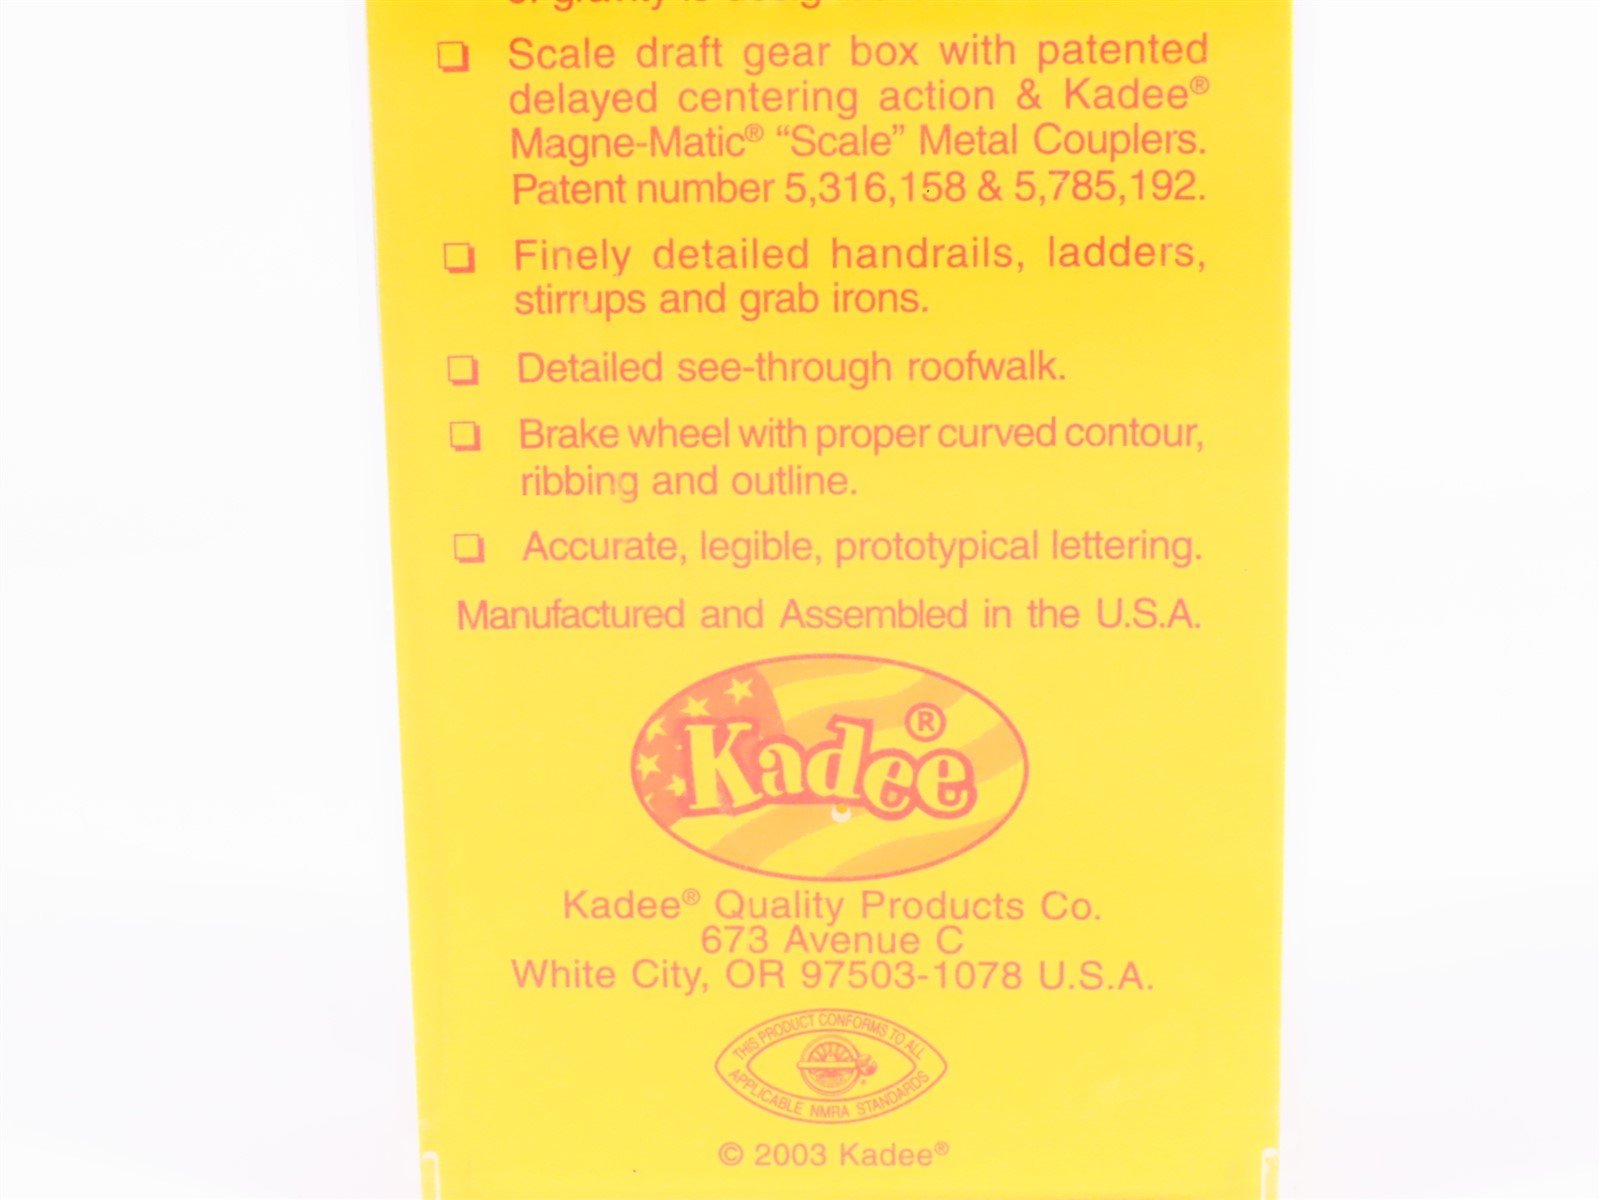 of gravity is
❏ Scale draft gear box with patented
delayed centering action & Kadee®
Magne-Matic® “Scale” Metal Couplers.
Patent number 5,316,158 & 5,785,192.
❏ Finely detailed handrails, ladders,
stirrups and grab irons.
❏ Detailed see-through roofwalk.
❏ Brake wheel with proper curved contour,
ribbing and outline.
❏ Accurate, legible, prototypical lettering.
Manufactured and Assembled in the U.S.A.
Kadee®
Kadee® Quality Products Co.
673 Avenue C
White City, OR 97503-1078 U.S.A.
THIS PRODUCT CONFORMS TO ALL
APPLICABLE NMRA STANDARDS
© 2003 Kadee®